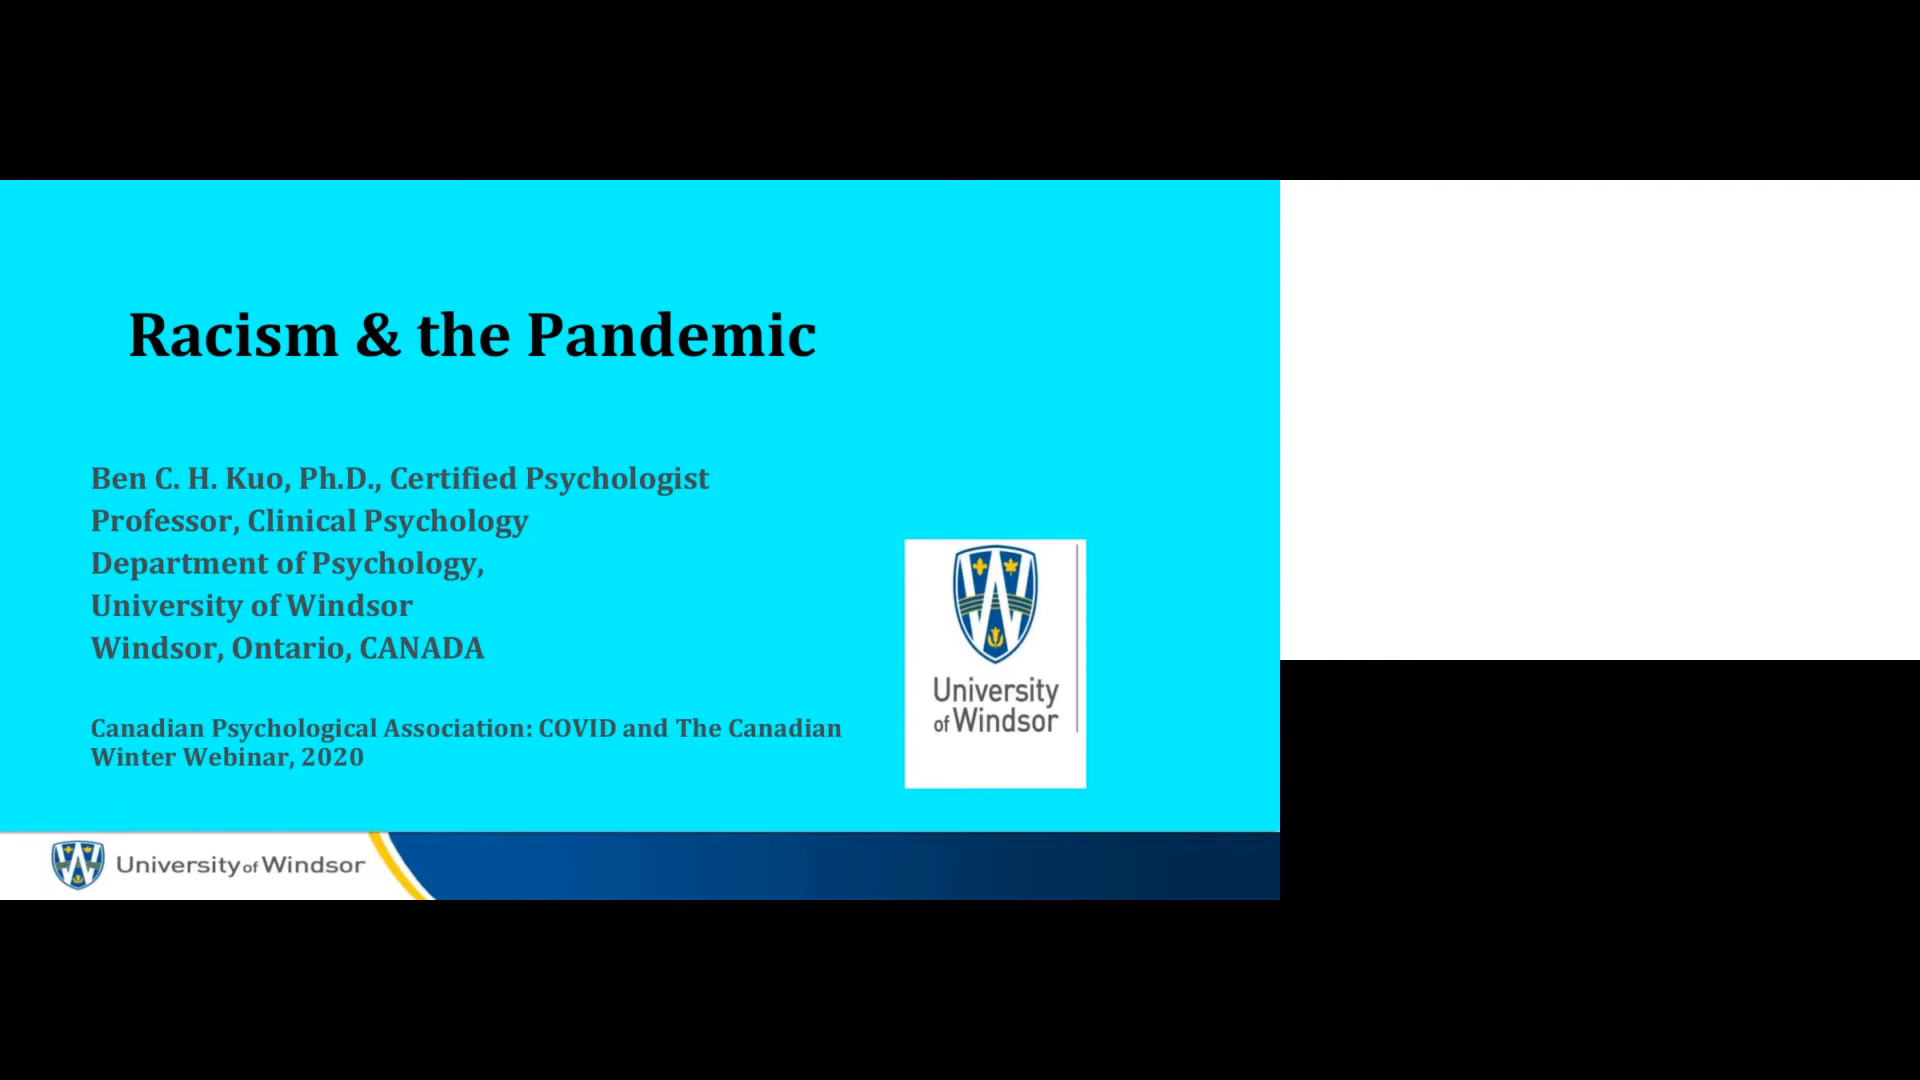 Racism & the Pandemic
Ben C. H. Kuo, Ph.D., Certified Psychologist
Professor, Clinical Psychology
Department of Psychology,
University of Windsor
Windsor, Ontario, CANADA
Canadian Psychological Association: COVID and The Canadian
Winter Webinar, 2020
University
of Windsor
University of Windsor